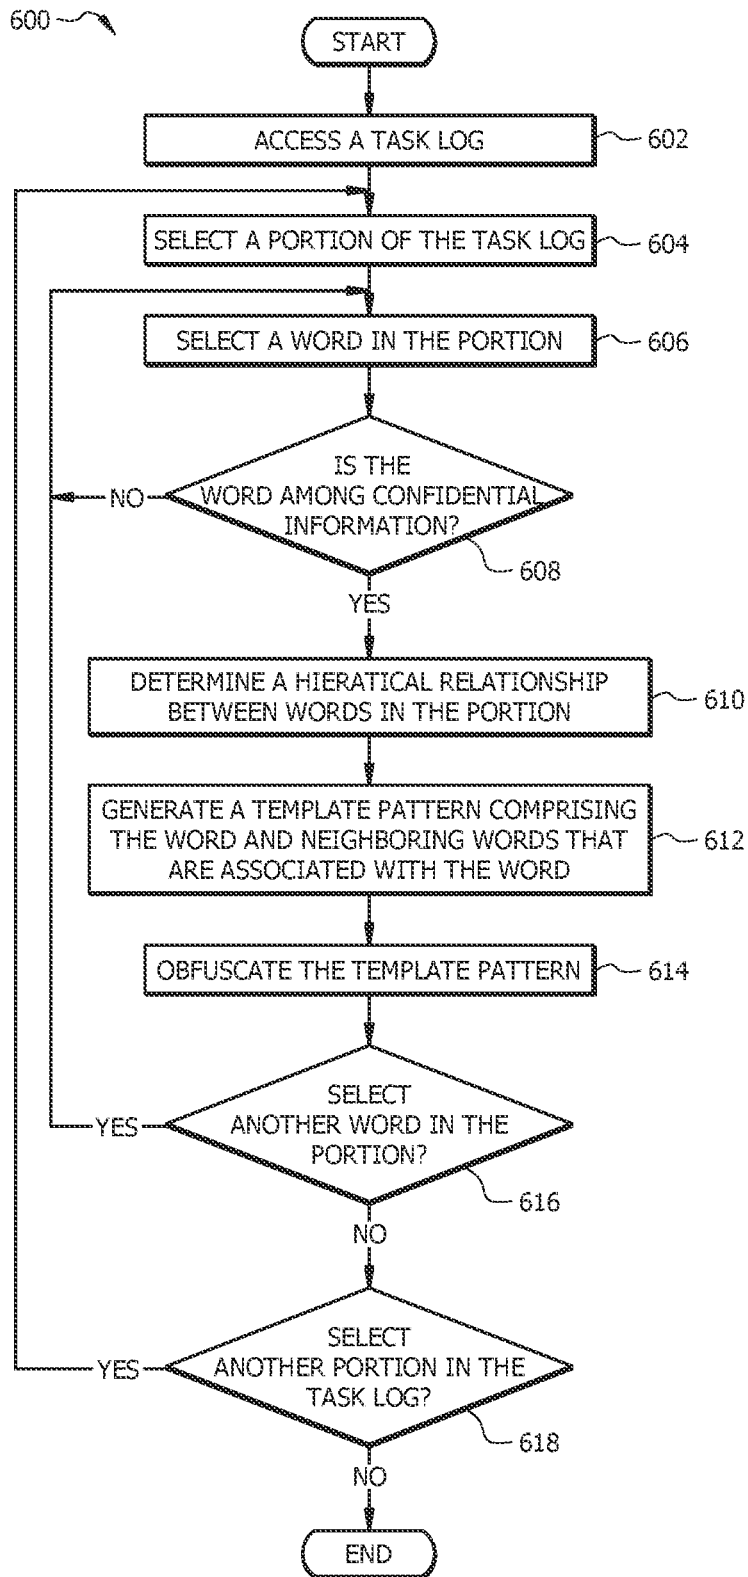 600
START
ACCESS A TASK LOG
602
SELECT A PORTION OF THE TASK LOG
604
SELECT A WORD IN THE PORTION
606
IS THE
WORD AMONG CONFIDENTIAL
INFORMATION?
NO
608
YES
DETERMINE A HIERATICAL RELATIONSHIP
BETWEEN WORDS IN THE PORTION
610
GENERATE A TEMPLATE PATTERN COMPRISING
THE WORD AND NEIGHBORING WORDS THAT
ARE ASSOCIATED WITH THE WORD
612
OBFUSCATE THE TEMPLATE PATTERN
614
SELECT
ANOTHER WORD IN THE
PORTION?
YES
616
NO
SELECT
ANOTHER PORTION IN THE
TASK LOG?
YES
618
NO
END